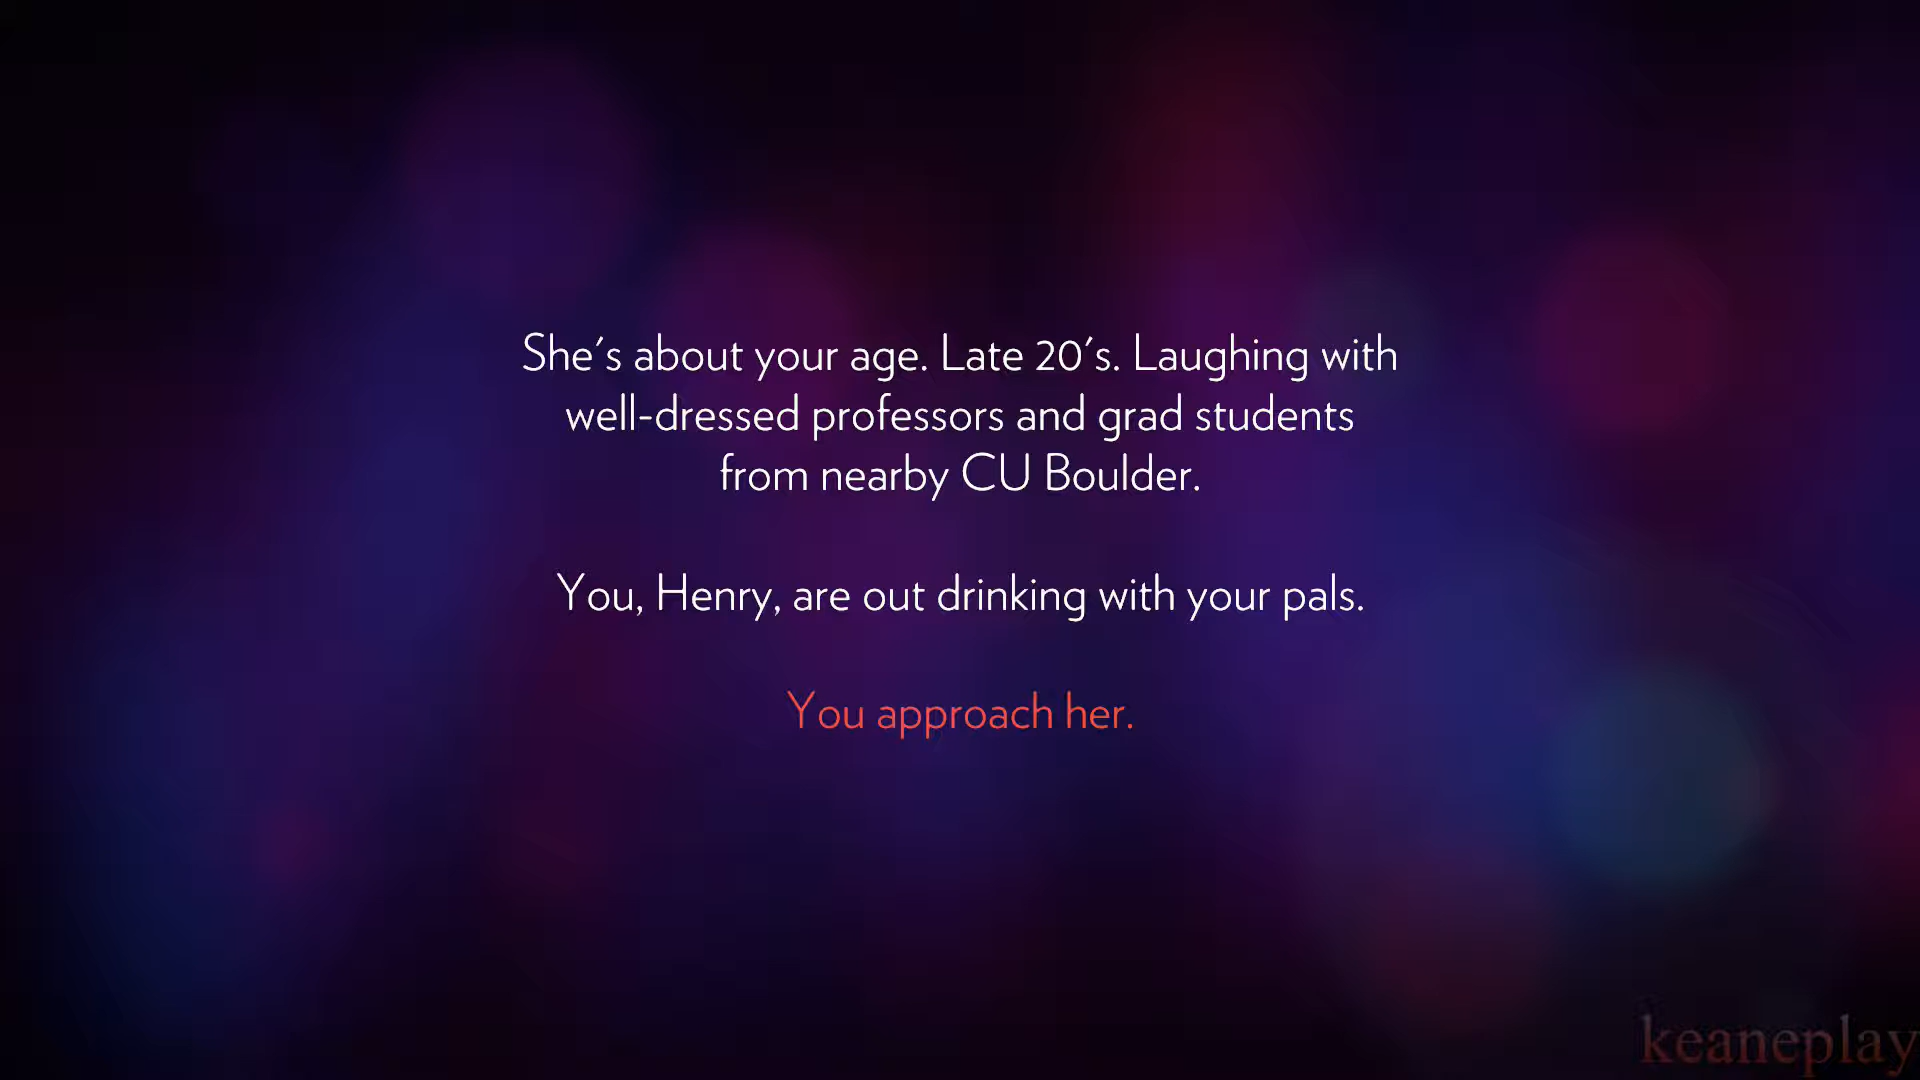 She's about your age. Late 20's. Laughing with
well-dressed professors and grad students
from nearby CU Boulder.
You, Henry, are out drinking with your pals.
You approach her.
keaneplay